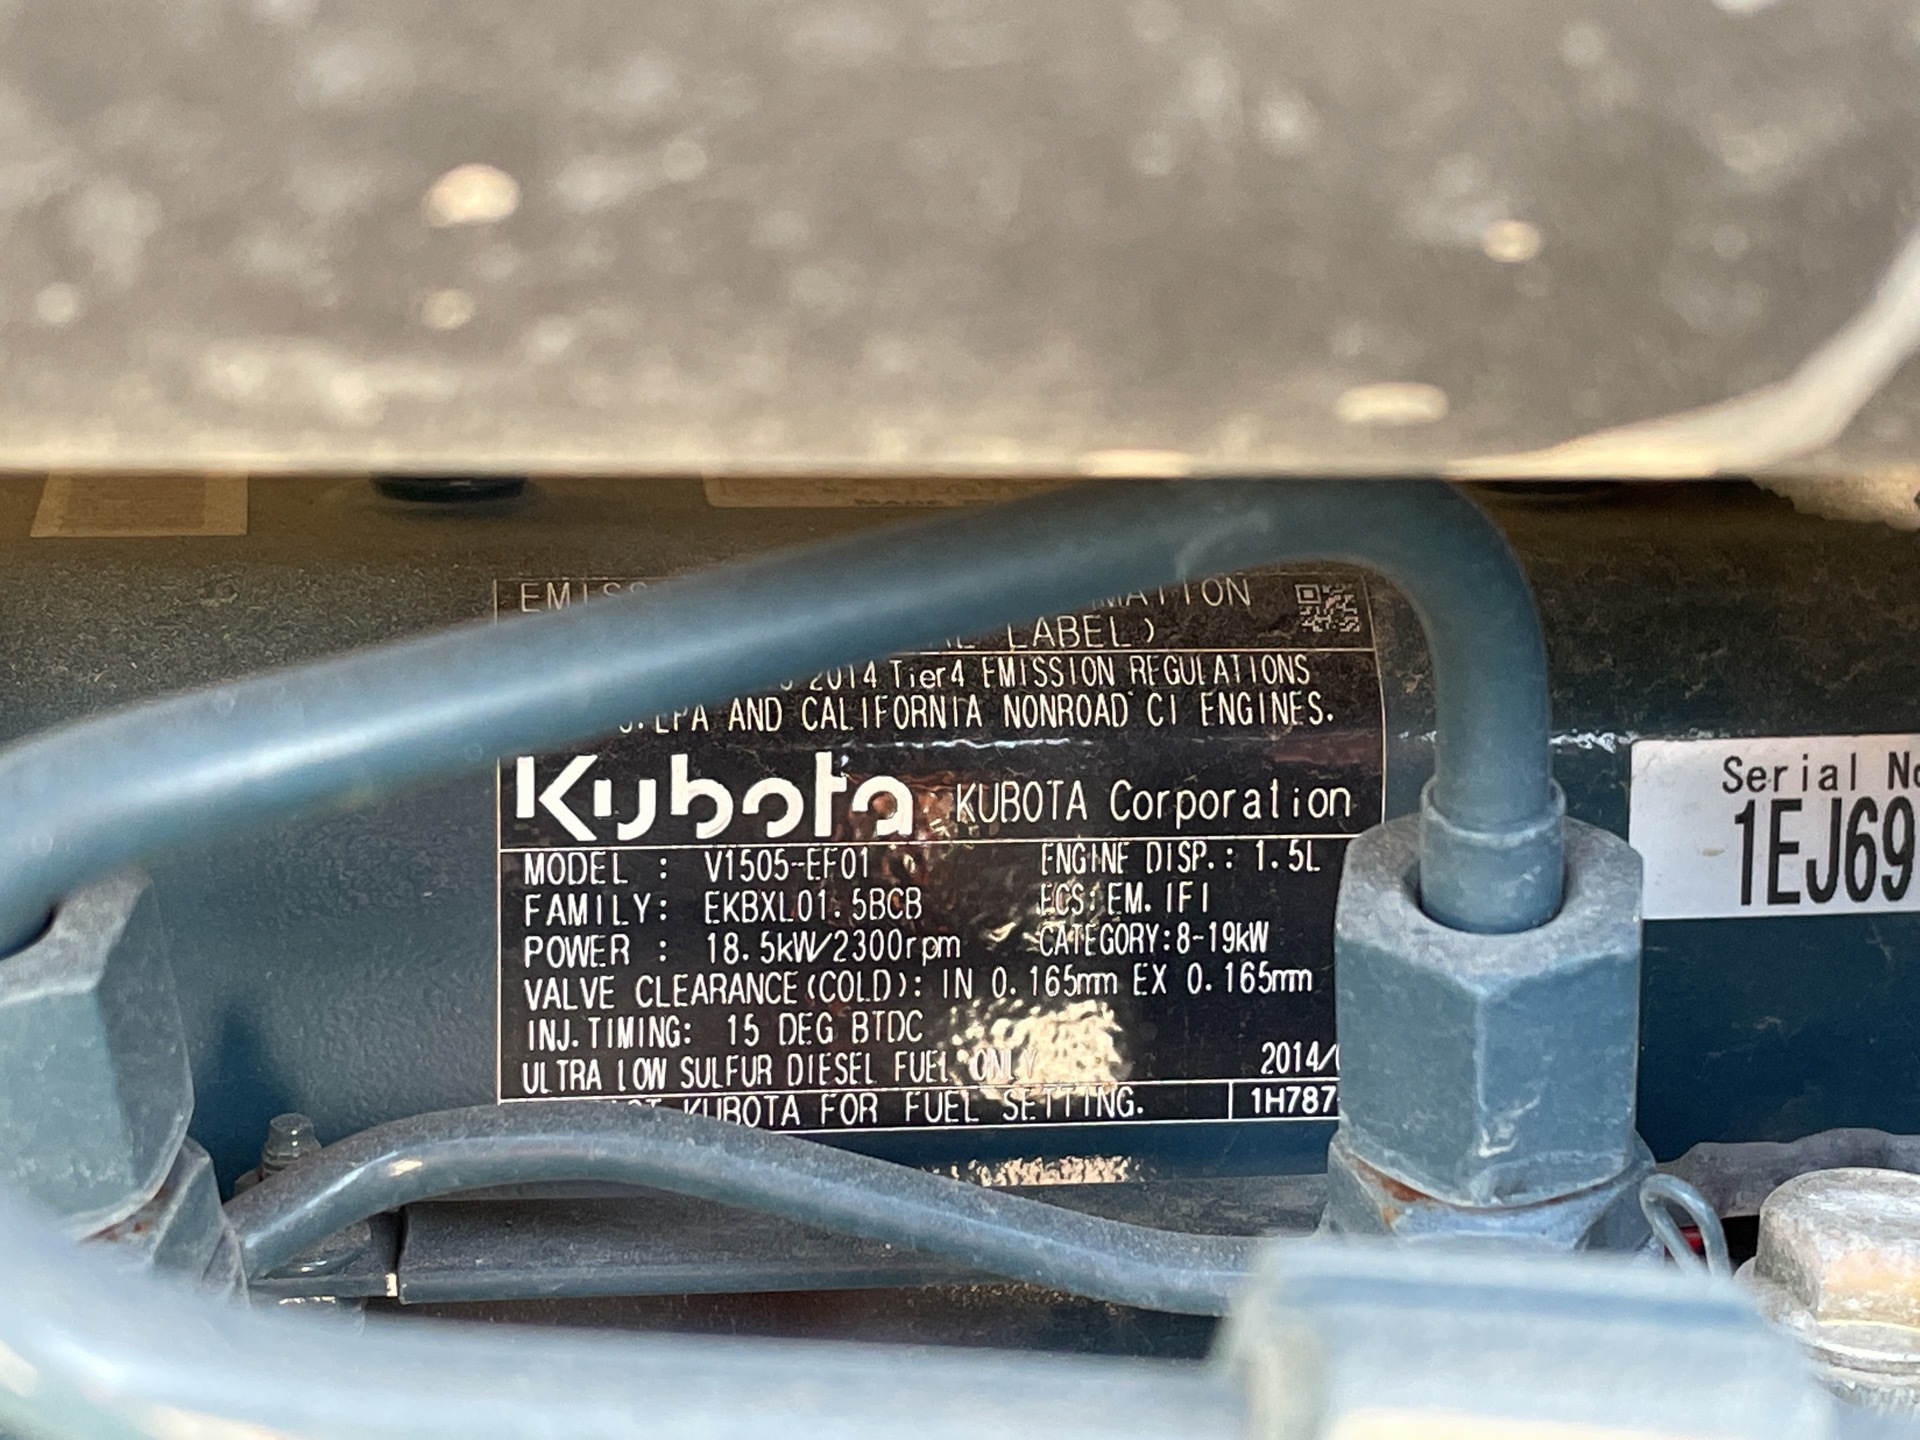 MATION
LABEL)
2014 Tier4 EMISSION REGULATIONS
EPA AND CALIFORNIA NONROAD CI ENGINES.
Kubota KUBOTA Corporation
MODEL : V1505-EF01 ENGINE DISP.: 1.5L
FAMILY: EKBXL01.5BCB ECS: EM.IFI
POWER : 18.5kW/2300rpm CATEGORY:8-19kW
VALVE CLEARANCE(COLD): IN 0.165mm EX 0.165mm
INJ.TIMING: 15 DEG BTDC
ULTRA LOW SULFUR DIESEL FUEL ONLY 2014/
KUBOTA FOR FUEL SETTING. 1H787
Serial No
1EJ69